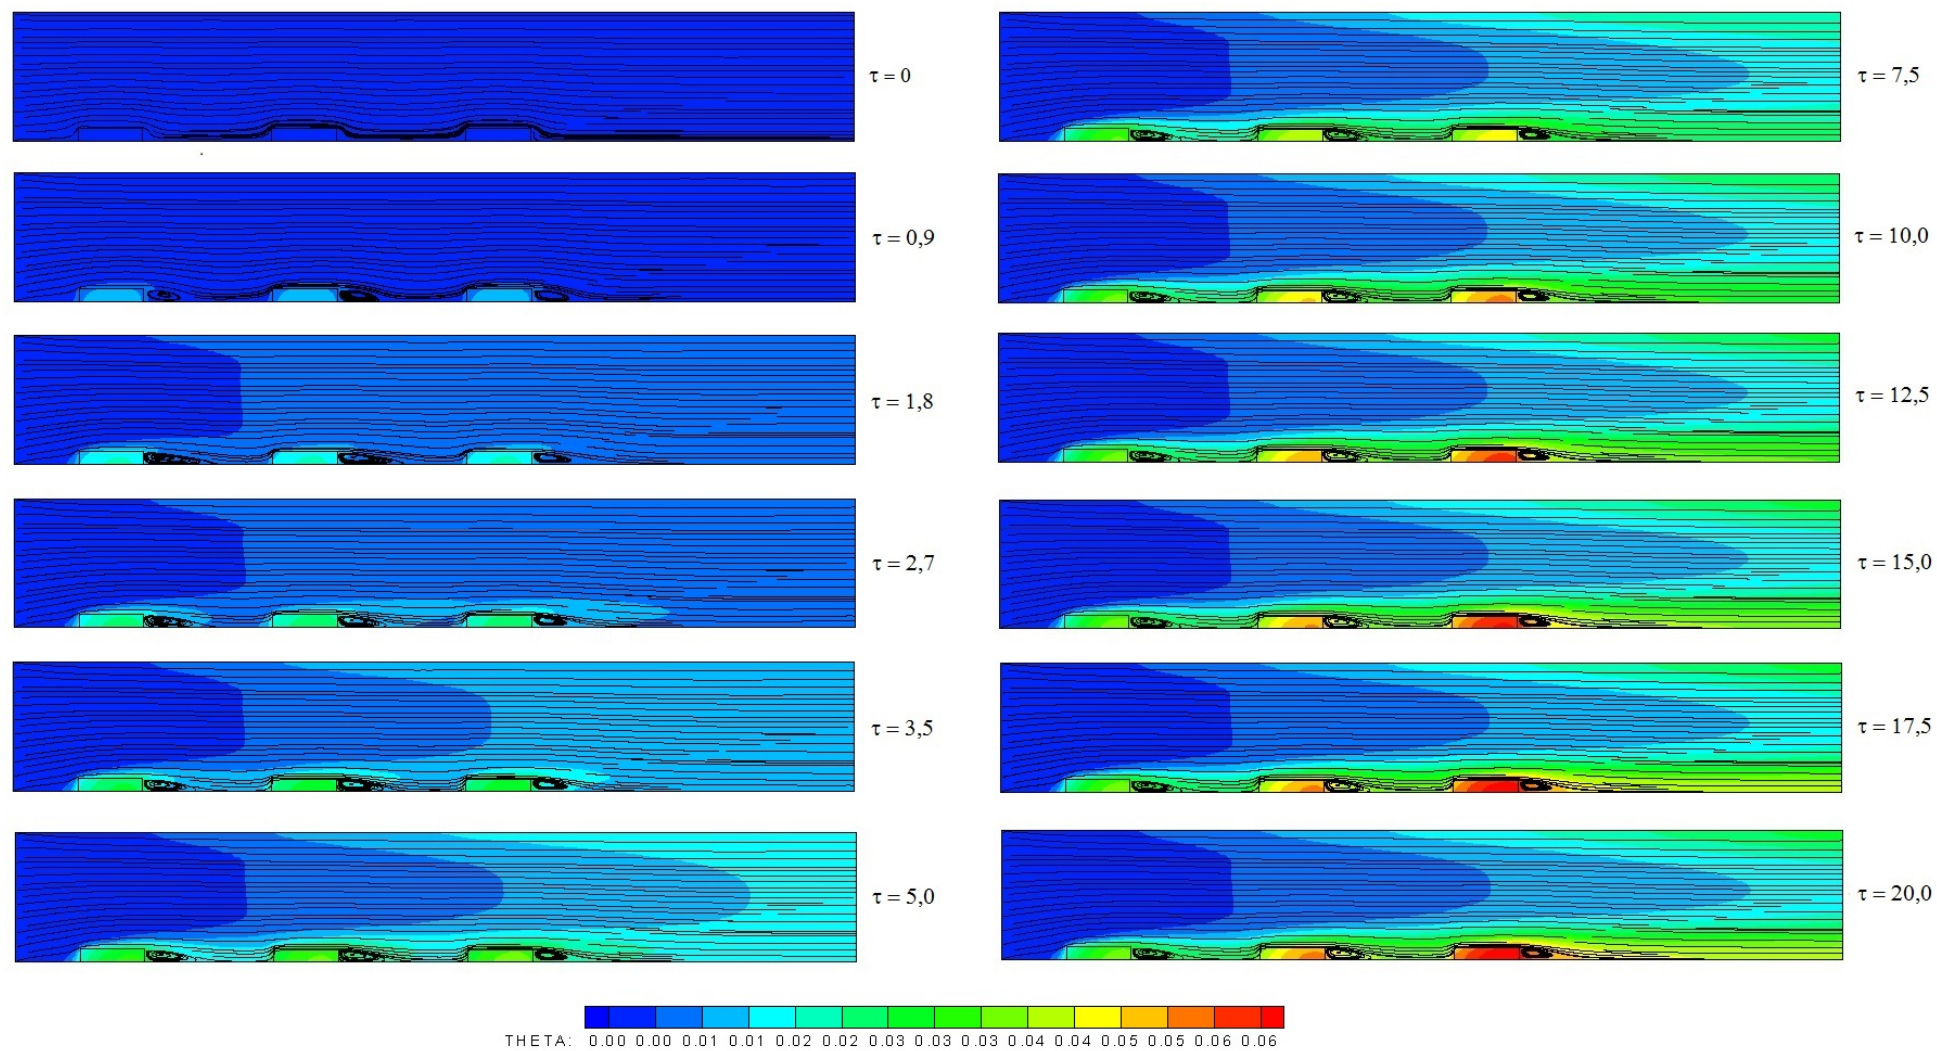 τ = 0
τ = 0,9
τ = 1,8
τ = 2,7
τ = 3,5
τ = 5,0
τ = 7,5
τ = 10,0
τ = 12,5
τ = 15,0
τ = 17,5
τ = 20,0
THETA: 0.00 0.00 0.01 0.01 0.02 0.02 0.03 0.03 0.03 0.04 0.04 0.05 0.05 0.06 0.06